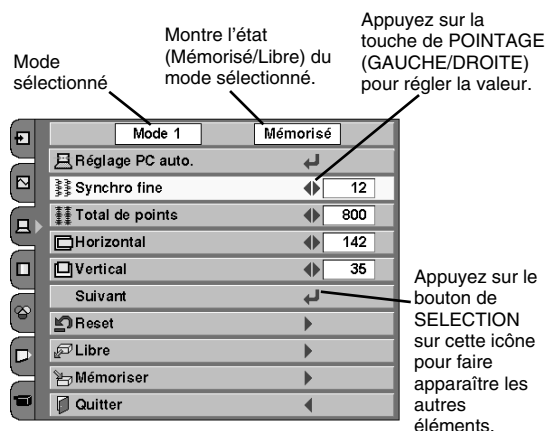 Mode
sélectionné
Montre l'état
(Mémorisé/Libre) du
mode sélectionné.
Appuyez sur la
touche de POINTAGE
(GAUCHE/DROITE)
pour régler la valeur.
Mode 1 Mémorisé
Réglage PC auto.
Synchro fine 12
Total de points 800
Horizontal 142
Vertical 35
Suivant
Reset
Libre
Mémoriser
Quitter
Appuyez sur le
bouton de
SELECTION
sur cette icône
pour faire
apparaître les
autres
éléments.